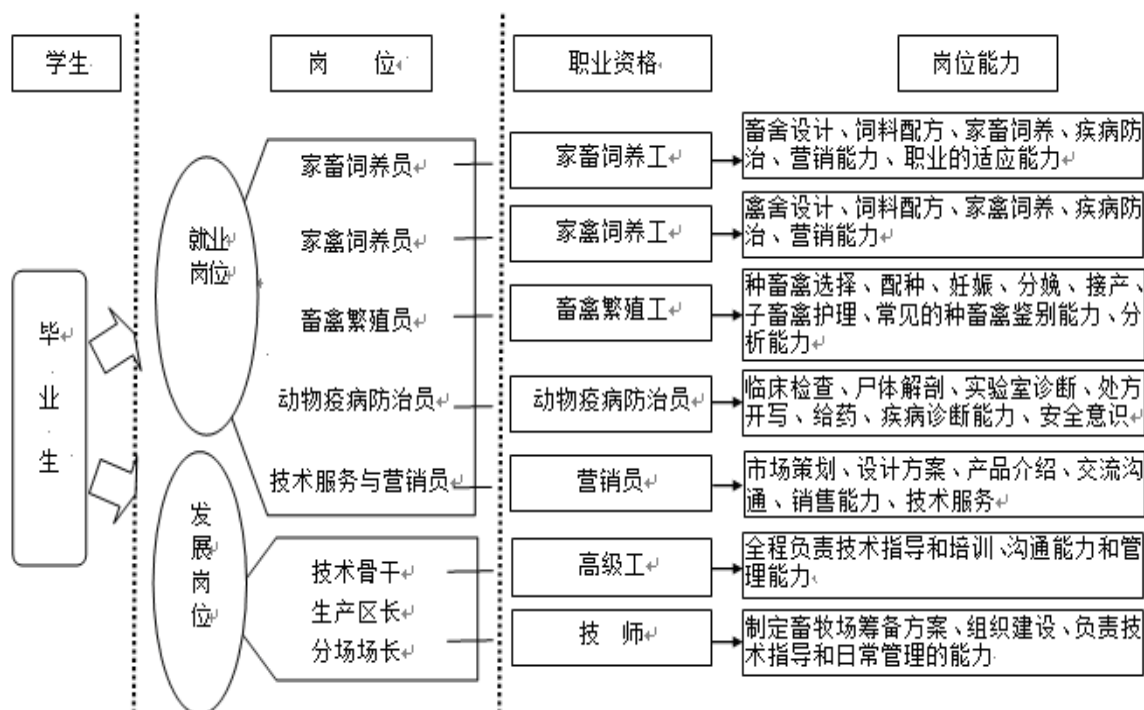 学生
岗 位
职业资格
岗位能力
毕
业
生
就业
岗位
发
展
岗
位
家畜饲养员
家禽饲养员
畜禽繁殖员
动物疫病防治员
技术服务与营销员
技术骨干
生产区长
分场场长
家畜饲养工
家禽饲养工
畜禽繁殖工
动物疫病防治员
营销员
高级工
技 师
畜舍设计、饲料配方、家畜饲养、疾病防
治、营销能力、职业的适应能力
禽舍设计、饲料配方、家禽饲养、疾病防
治、营销能力
种畜禽选择、配种、妊娠、分娩、接产、
子畜禽护理、常见的种畜禽鉴别能力、分
析能力
临床检查、尸体解剖、实验室诊断、处方
开写、给药、疾病诊断能力、安全意识
市场策划、设计方案、产品介绍、交流沟
通、销售能力、技术服务
全程负责技术指导和培训、沟通能力和管
理能力
制定畜牧场筹备方案、组织建设、负责技
术指导和日常管理的能力